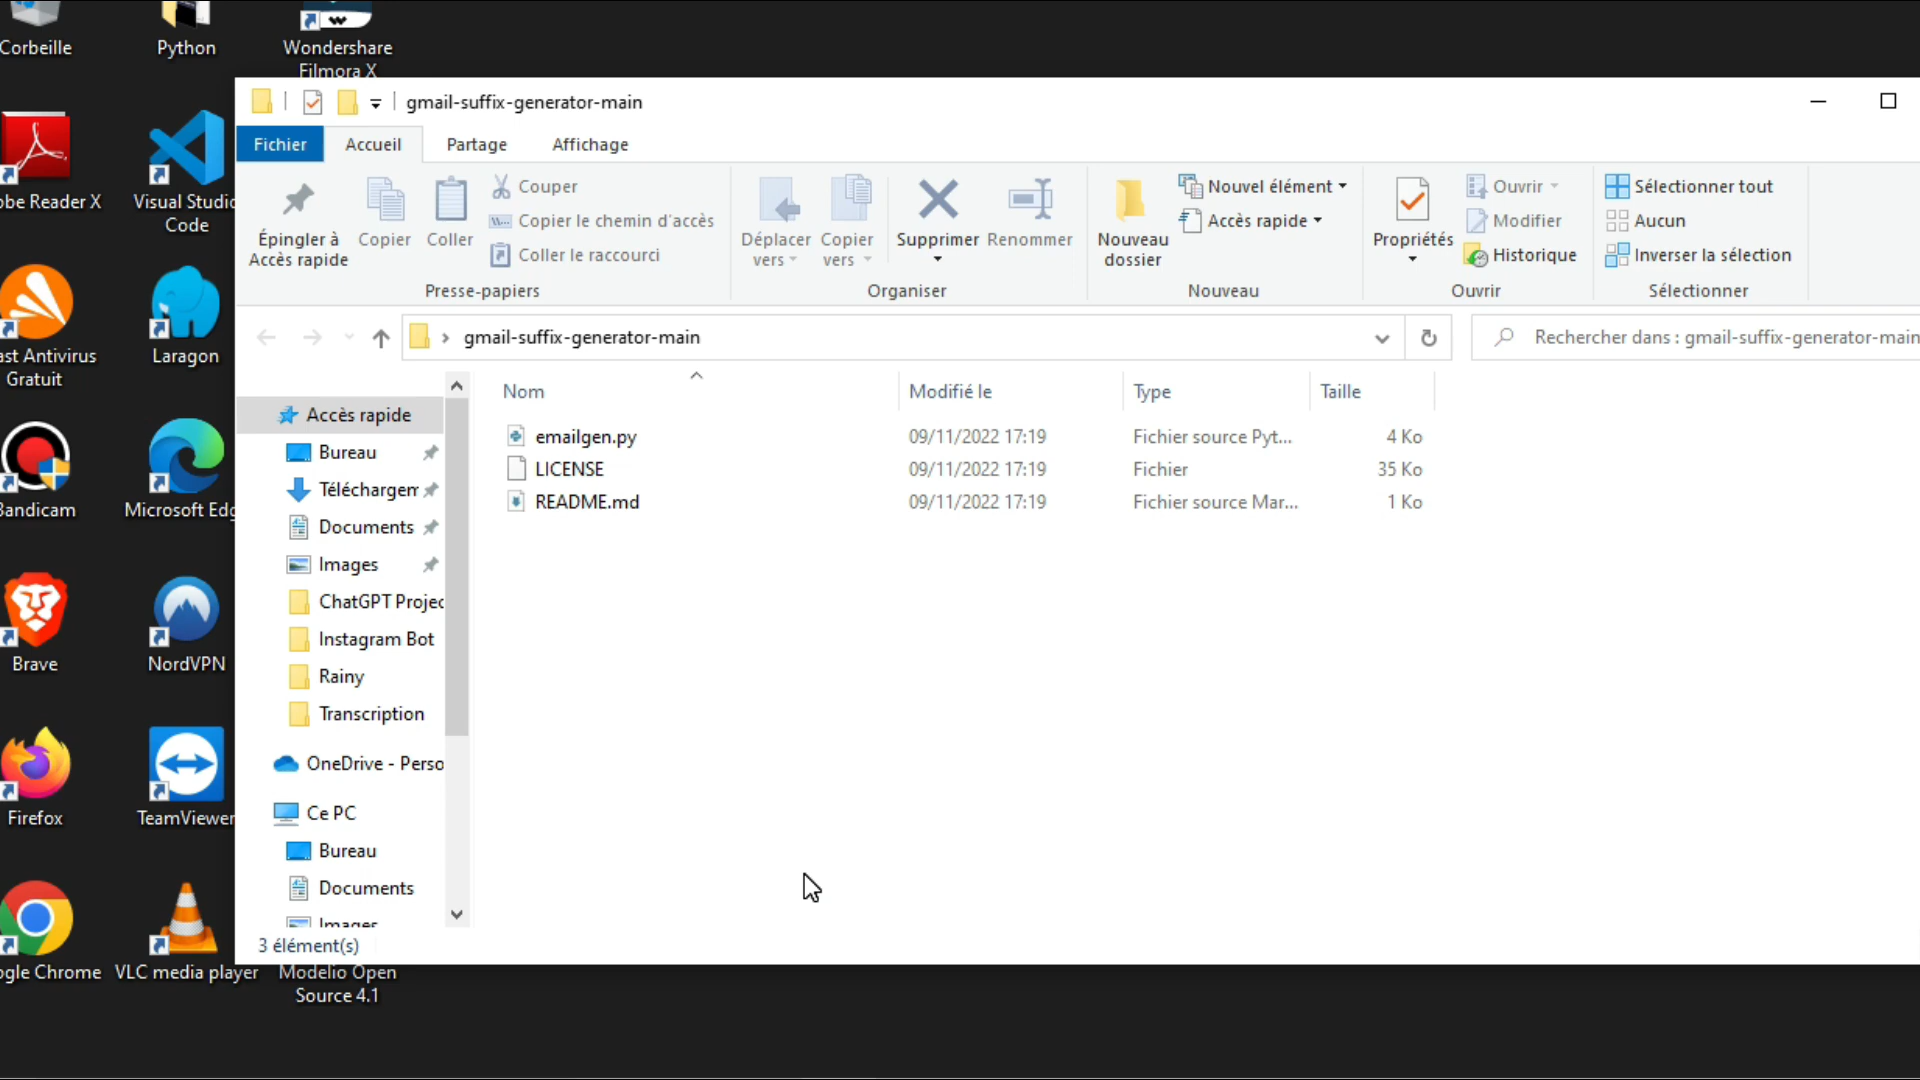 Corbeille
Python
Wondershare
Filmora X
obe Reader X
Visual Studio
Code
ast Antivirus
Gratuit
Laragon
Bandicam
Microsoft Edg
Brave
NordVPN
Firefox
TeamViewer
ogle Chrome
VLC media player
Modelio Open
Source 4.1
gmail-suffix-generator-main
Fichier
Accueil
Partage
Affichage
Épingler à
Accès rapide
Copier
Coller
Couper
Copier le chemin d'accès
Coller le raccourci
Presse-papiers
Déplacer
vers
Copier
vers
Supprimer
Renommer
Organiser
Nouveau
dossier
Nouvel élément
Accès rapide
Nouveau
Propriétés
Ouvrir
Modifier
Historique
Ouvrir
Sélectionner tout
Aucun
Inverser la sélection
Sélectionner
gmail-suffix-generator-main
Rechercher dans : gmail-suffix-generator-main
Accès rapide
Bureau
Téléchargem
Documents
Images
ChatGPT Projec
Instagram Bot
Rainy
Transcription
OneDrive - Perso
Ce PC
Bureau
Documents
Images
Nom Modifié le Type Taille
emailgen.py 09/11/2022 17:19 Fichier source Pyt... 4 Ko
LICENSE 09/11/2022 17:19 Fichier 35 Ko
README.md 09/11/2022 17:19 Fichier source Mar... 1 Ko
3 élément(s)